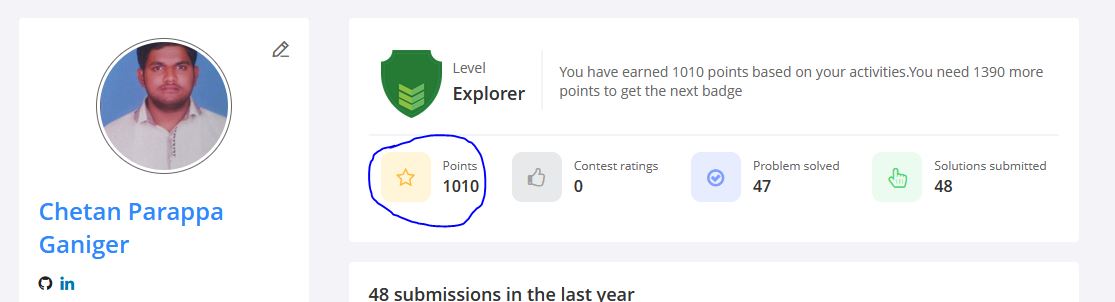 Chetan Parappa
Ganiger
Level
Explorer
You have earned 1010 points based on your activities.You need 1390 more
points to get the next badge
Points
1010
Contest ratings
0
Problem solved
47
Solutions submitted
48
48 submissions in the last year